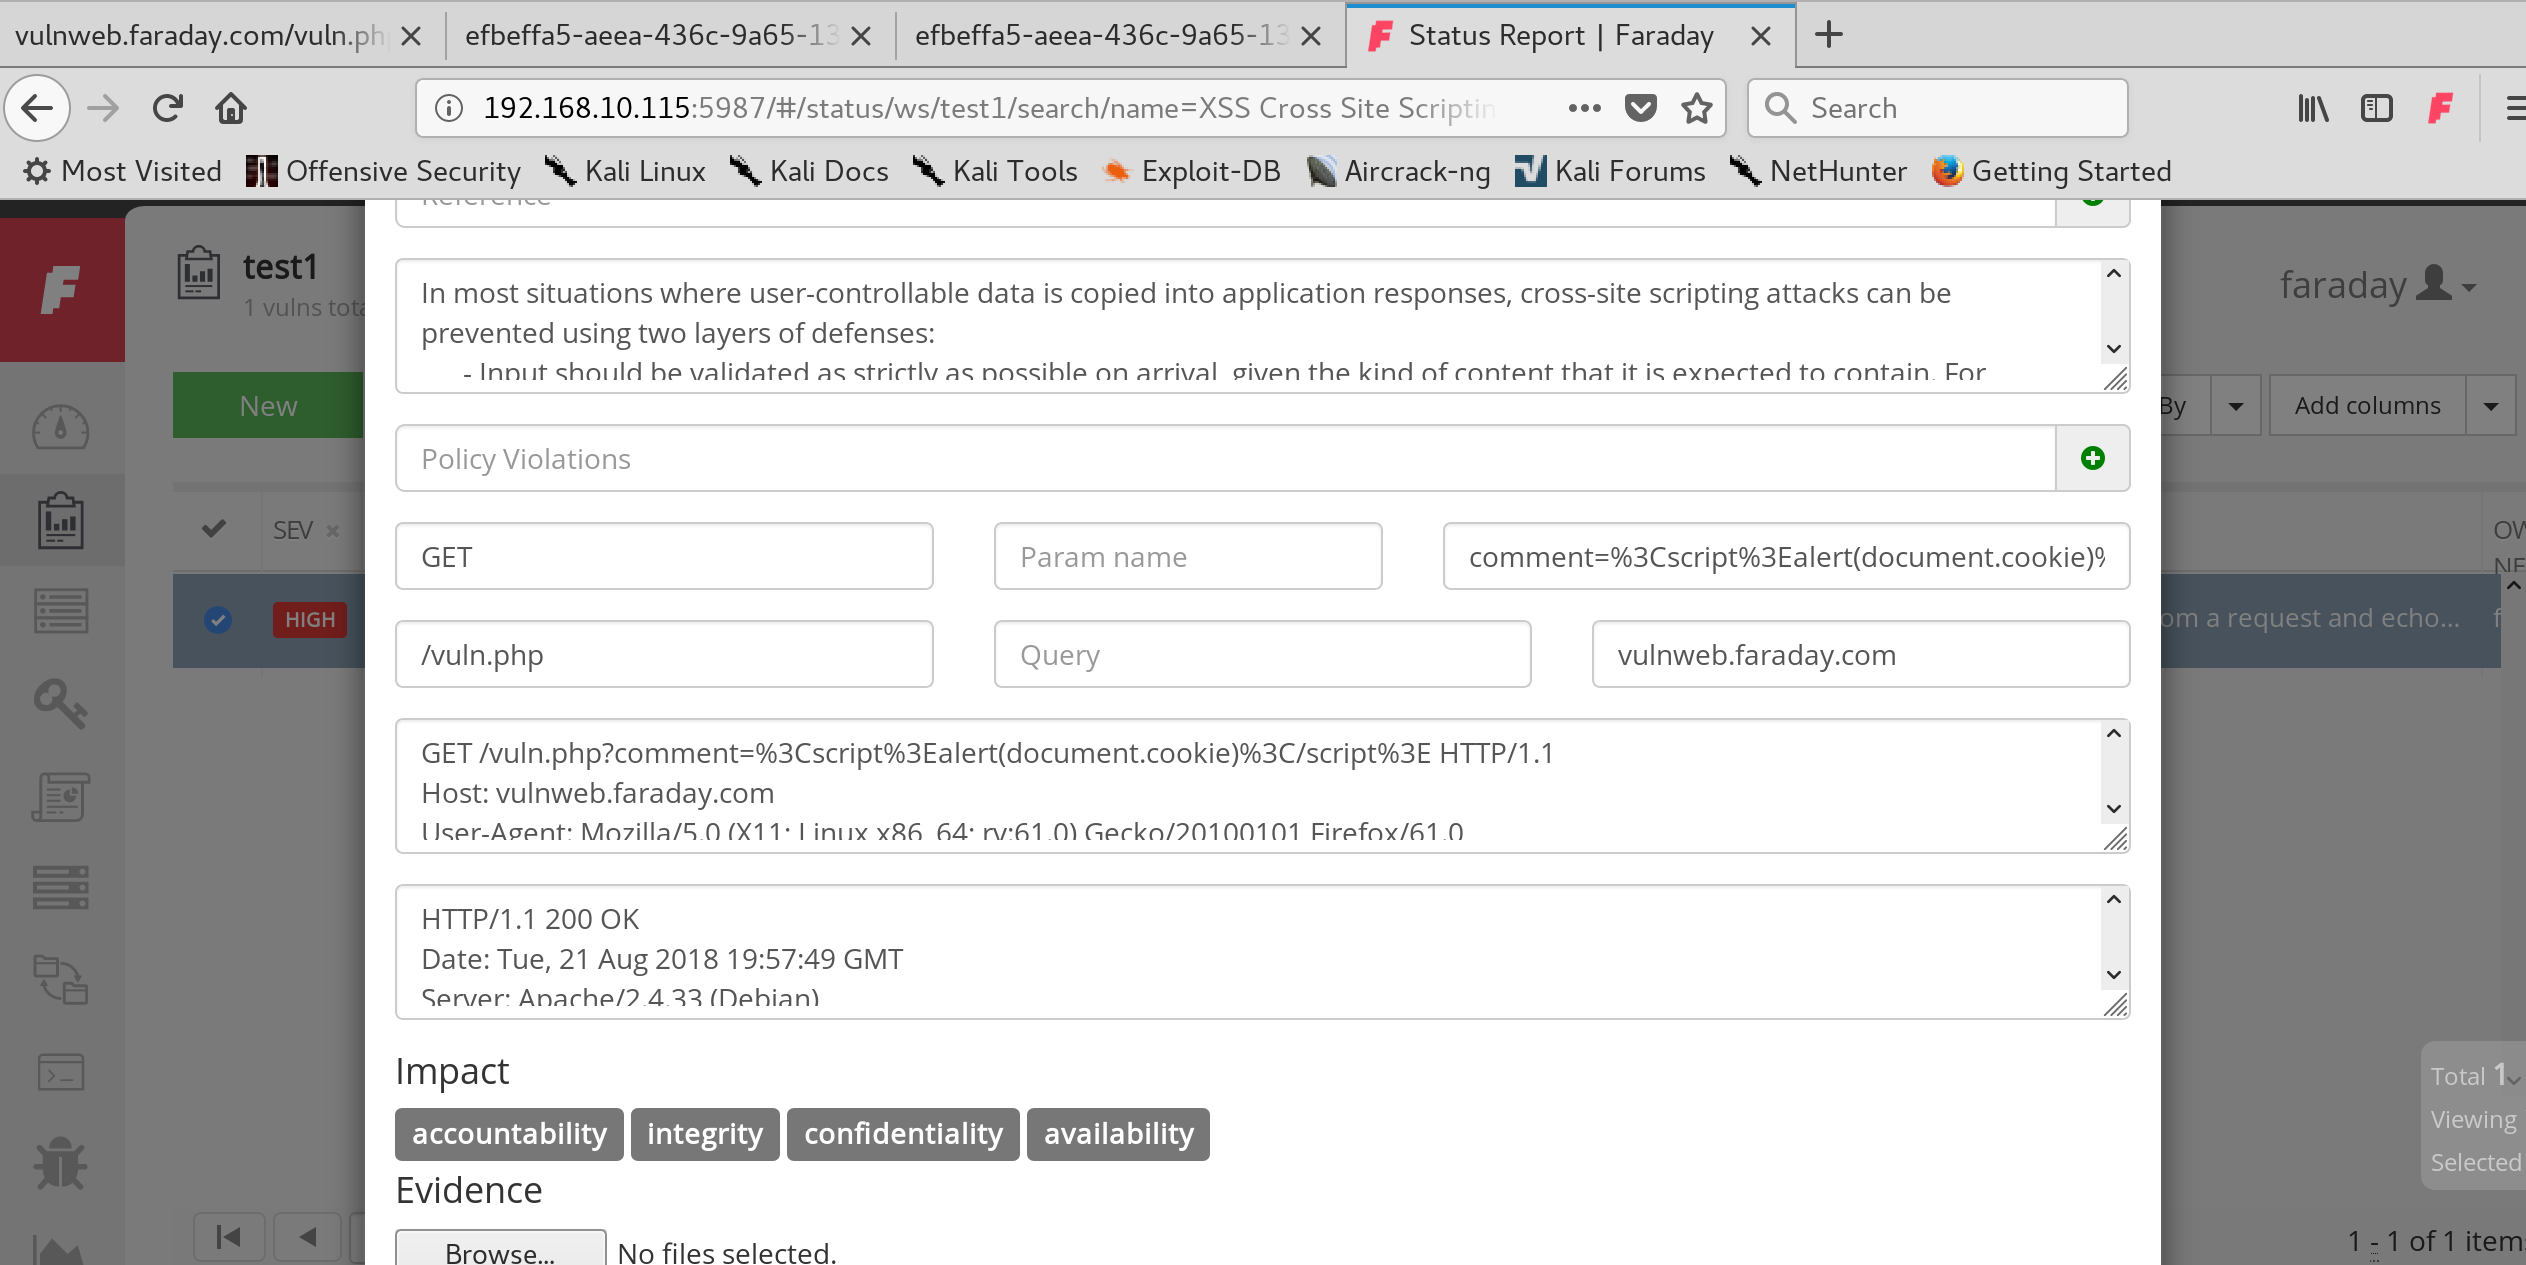 vulnweb.faraday.com/vuln.ph
efbeffa5-aeea-436c-9a65-13
efbeffa5-aeea-436c-9a65-13
Status Report | Faraday
192.168.10.115:5987/#/status/ws/test1/search/name=XSS Cross Site Scriptin
Search
Most Visited
Offensive Security
Kali Linux
Kali Docs
Kali Tools
Exploit-DB
Aircrack-ng
Kali Forums
NetHunter
Getting Started
Reference
test1
1 vulns tota
faraday
In most situations where user-controllable data is copied into application responses, cross-site scripting attacks can be
prevented using two layers of defenses:
- Input should be validated as strictly as possible on arrival, given the kind of content that it is expected to contain. For
New
By
Add columns
Policy Violations
SEV
OW
NE
GET
Param name
comment=%3Cscript%3Ealert(document.cookie)%
HIGH
om a request and echo...
f
/vuln.php
Query
vulnweb.faraday.com
GET /vuln.php?comment=%3Cscript%3Ealert(document.cookie)%3C/script%3E HTTP/1.1
Host: vulnweb.faraday.com
User-Agent: Mozilla/5.0 (X11; Linux x86_64; rv:61.0) Gecko/20100101 Firefox/61.0
HTTP/1.1 200 OK
Date: Tue, 21 Aug 2018 19:57:49 GMT
Server: Apache/2.4.33 (Debian)
Impact
accountability
integrity
confidentiality
availability
Total 1
Viewing
Selected
Evidence
Browse...
No files selected.
1 - 1 of 1 items